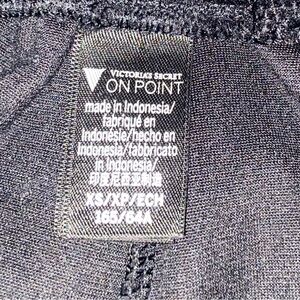 VICTORIA'S SECRET
ON POINT
made in Indonesia/
fabriqué en
Indonésie/hecho en
Indonesia/fabbricato
in Indonesia/
印度尼西亚制造
XS/XP/ECH
165/64A